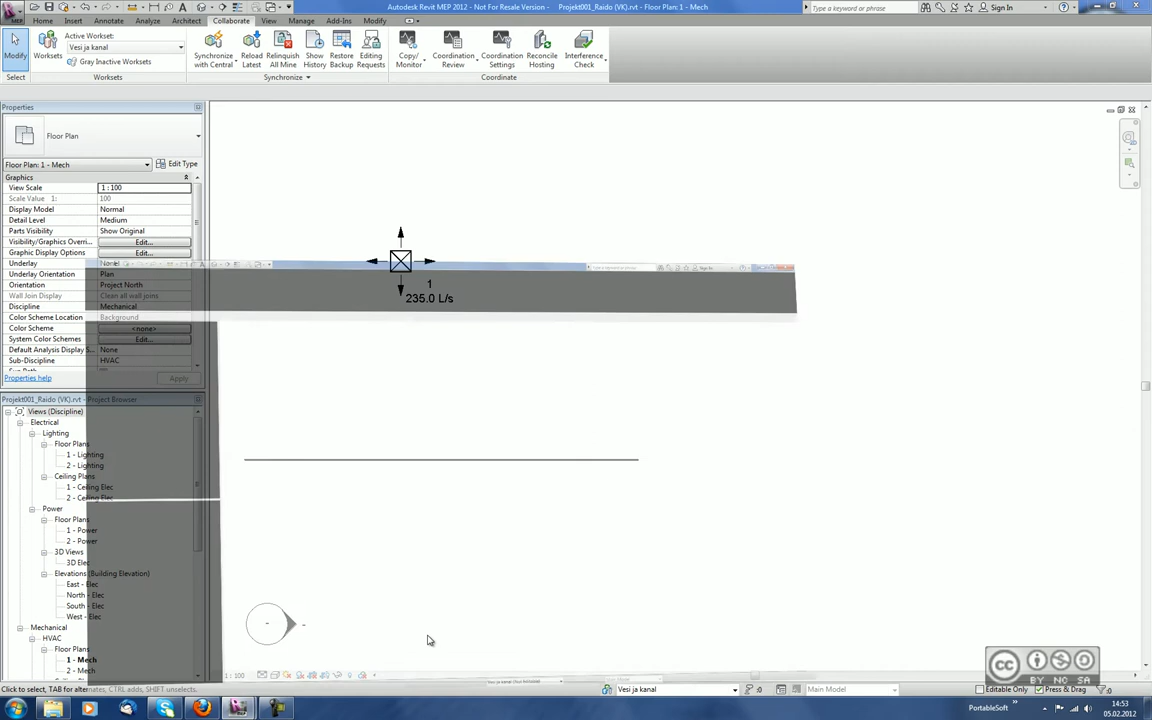 Autodesk Revit MEP 2012 - Not For Resale Version - Projekt001_Raido (VK).rvt - Floor Plan: 1 - Mech
Type a keyword or phrase
Sign In
Home Insert Annotate Analyze Architect Collaborate View Manage Add-Ins Modify
Modify
Worksets
Active Workset:
Vesi ja kanal
Gray Inactive Worksets
Synchronize with Central
Reload Latest
Relinquish All Mine
Show History
Restore Backup
Editing Requests
Copy/ Monitor
Coordination Review
Coordination Settings
Reconcile Hosting
Interference Check
Select Worksets Synchronize Coordinate
Properties
Floor Plan
Floor Plan: 1 - Mech Edit Type
Graphics
View Scale 1 : 100
Scale Value 1: 100
Display Model Normal
Detail Level Medium
Parts Visibility Show Original
Visibility/Graphics Overri... Edit...
Graphic Display Options Edit...
Underlay None
Underlay Orientation Plan
Orientation Project North
Wall Join Display Clean all wall joins
Discipline Mechanical
Color Scheme Location Background
Color Scheme <none>
System Color Schemes Edit...
Default Analysis Display S... None
Sub-Discipline HVAC
Properties help Apply
Projekt001_Raido (VK).rvt - Project Browser
Views (Discipline)
Electrical
Lighting
Floor Plans
1 - Lighting
2 - Lighting
Ceiling Plans
1 - Ceiling Elec
2 - Ceiling Elec
Power
Floor Plans
1 - Power
2 - Power
3D Views
3D Elec
Elevations (Building Elevation)
East - Elec
North - Elec
South - Elec
West - Elec
Mechanical
HVAC
Floor Plans
1 - Mech
2 - Mech
1
235.0 L/s
1 : 100
Click to select, TAB for alternates, CTRL adds, SHIFT unselects.
Vesi ja kanal
:0
Main Model
Editable Only
Press & Drag
:0
cc
BY NC SA
PortableSoft
14:53
05.02.2012